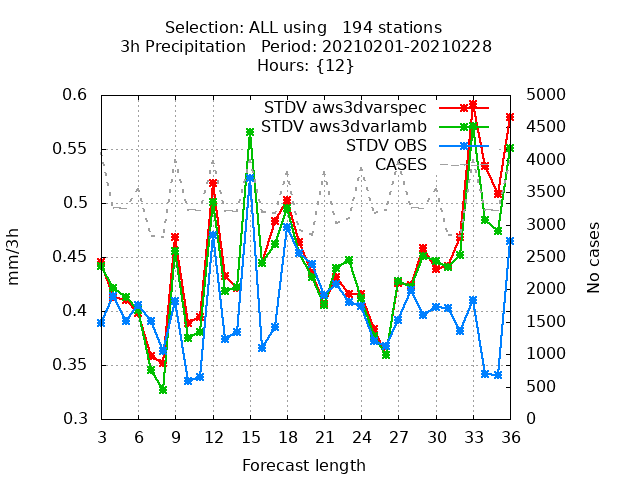 Selection: ALL using   194 stations
3h Precipitation   Period: 20210201-20210228
Hours: {12}
STDV aws3dvarspec
STDV aws3dvarlamb
STDV OBS
CASES
mm/3h
0.6
0.55
0.5
0.45
0.4
0.35
0.3
5000
4500
4000
3500
3000
2500
2000
1500
1000
500
0
No cases
3 6 9 12 15 18 21 24 27 30 33 36
Forecast length